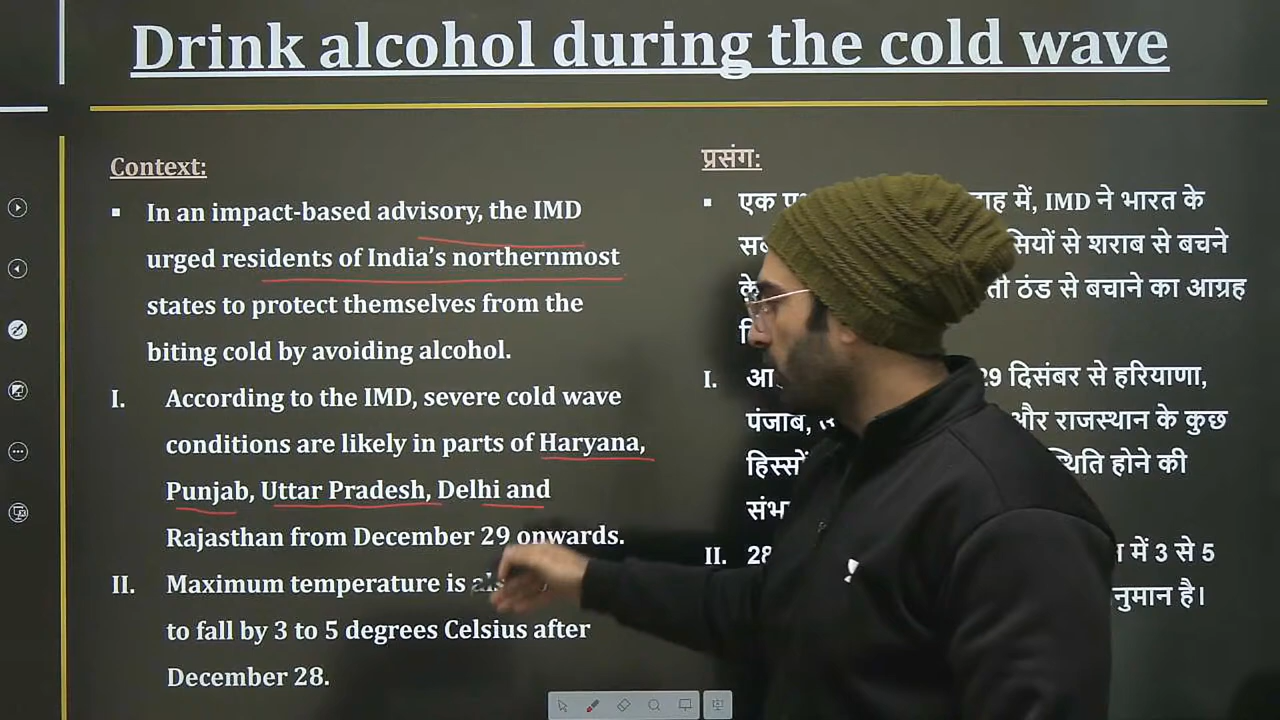 Drink alcohol during the cold wave
Context:
▪ In an impact-based advisory, the IMD
urged residents of India’s northernmost
states to protect themselves from the
biting cold by avoiding alcohol.
I. According to the IMD, severe cold wave
conditions are likely in parts of Haryana,
Punjab, Uttar Pradesh, Delhi and
Rajasthan from December 29 onwards.
II. Maximum temperature is
to fall by 3 to 5 degrees Celsius after
December 28.
प्रसंग:
▪ एक में, IMD ने भारत के
से शराब से बचने
ठंड से बचाने का आग्रह
I. 29 दिसंबर से हरियाणा,
पंजाब, और राजस्थान के कुछ
हिस्सों होने की
II. 28 में 3 से 5
है।